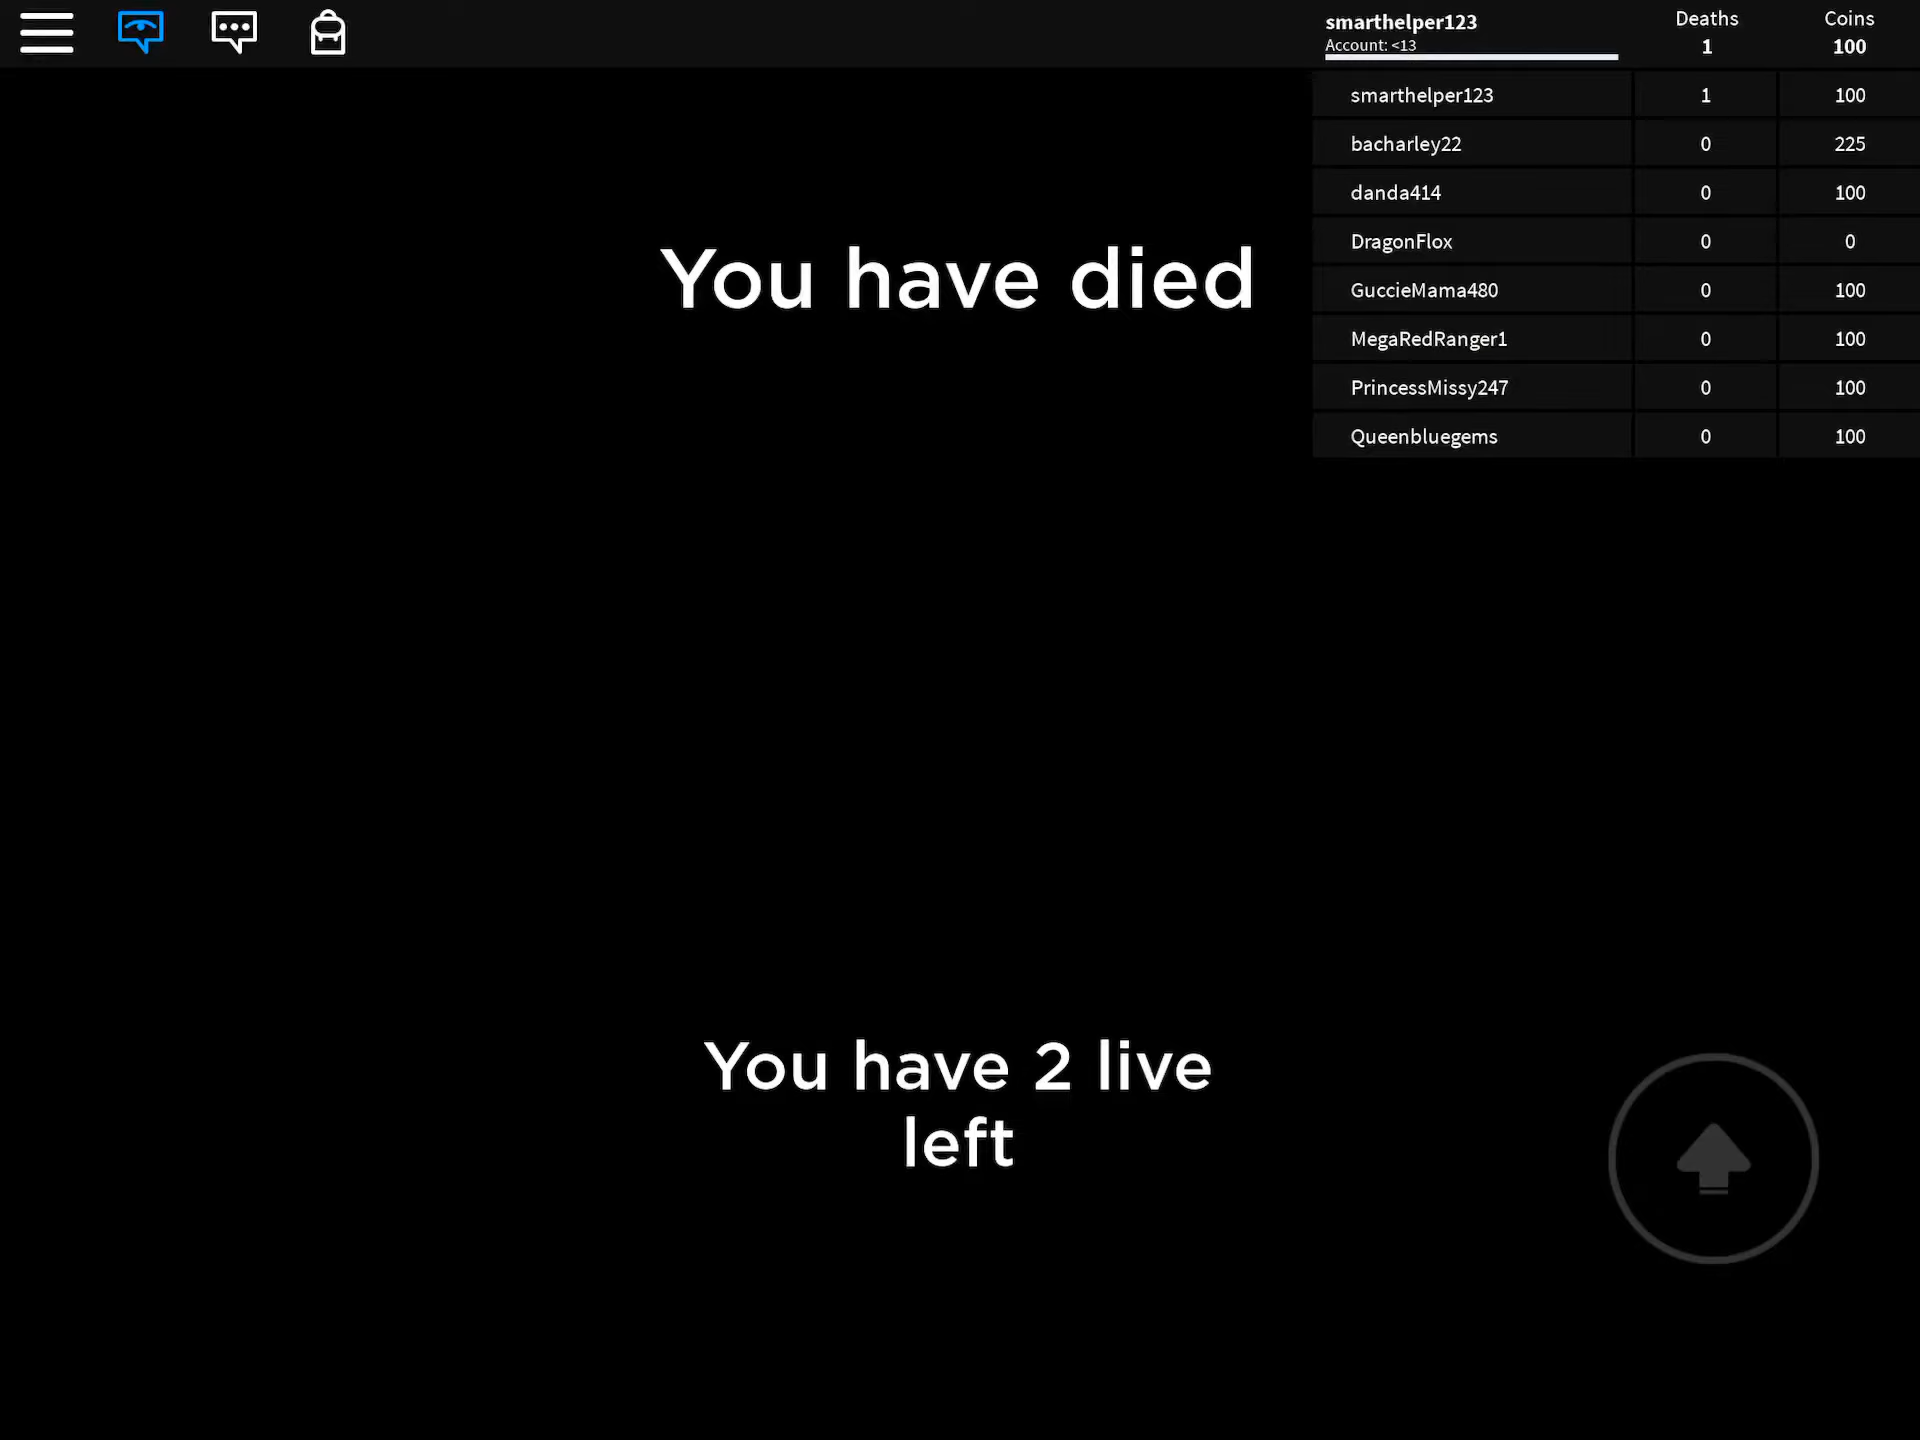 smarthelper123 Deaths Coins
Account: <13 1 100
smarthelper123 1 100
bacharley22 0 225
danda414 0 100
DragonFlox 0 0
GuccieMama480 0 100
MegaRedRanger1 0 100
PrincessMissy247 0 100
Queenbluegems 0 100
You have died
You have 2 live
left